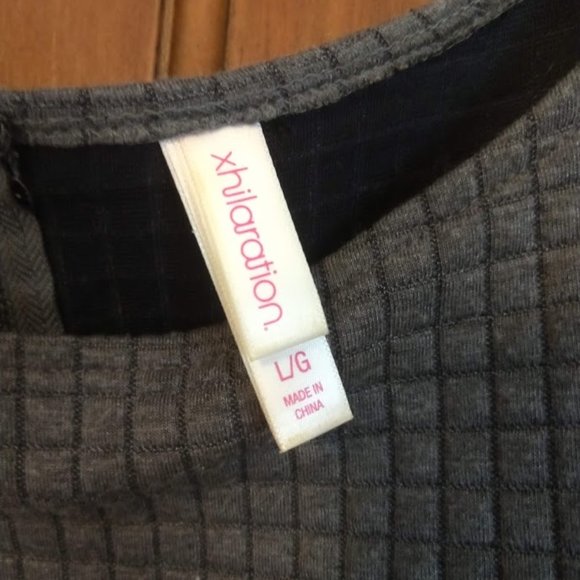 xhilaration.
L/G
MADE IN
CHINA